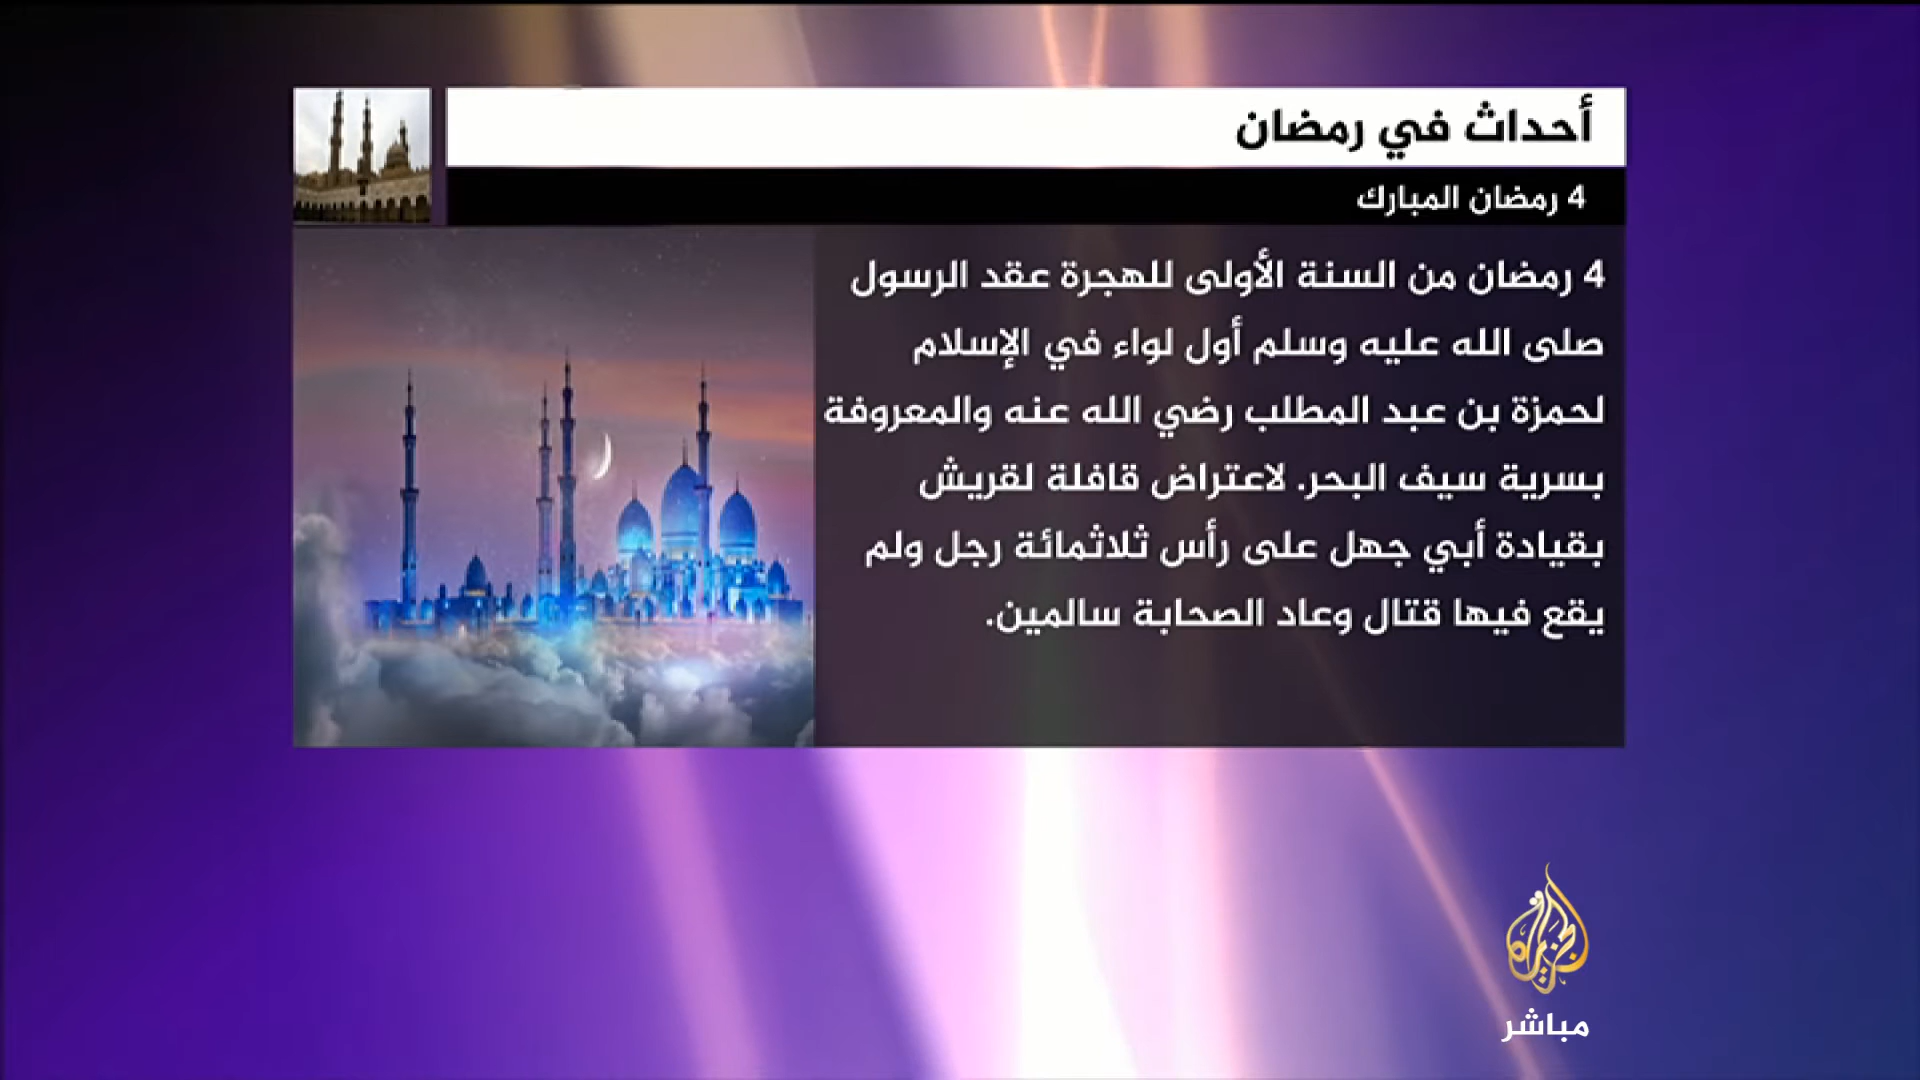 أحداث في رمضان
4 رمضان المبارك
4 رمضان من السنة الأولى للهجرة عقد الرسول
صلى الله عليه وسلم أول لواء في الإسلام
لحمزة بن عبد المطلب رضي الله عنه والمعروفة
بسرية سيف البحر. لاعتراض قافلة لقريش
بقيادة أبي جهل على رأس ثلاثمائة رجل ولم
يقع فيها قتال وعاد الصحابة سالمين.
الجزيرة
مباشر